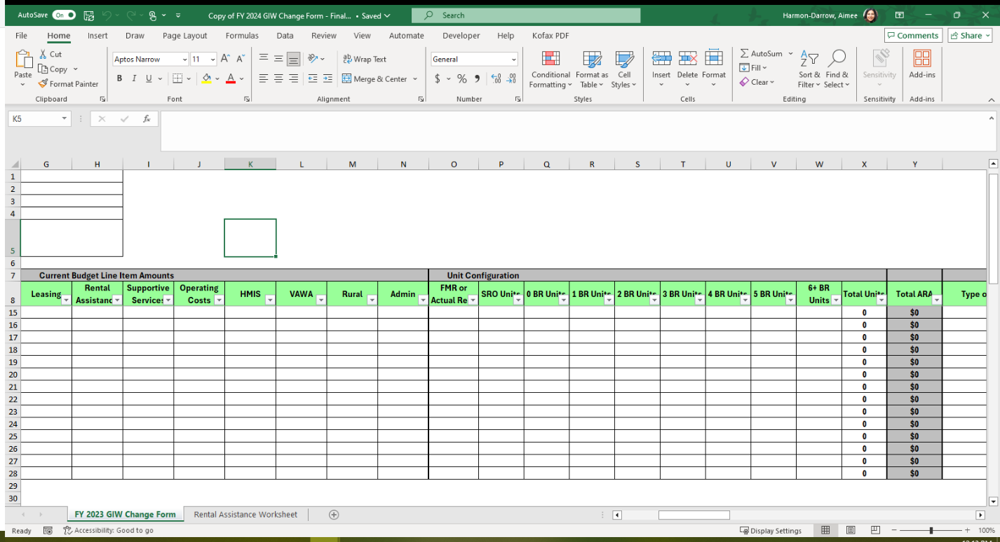 AutoSave On Copy of FY 2024 GIW Change Form - Final... • Saved Search Harmon-Darrow, Aimee
File Home Insert Draw Page Layout Formulas Data Review View Automate Developer Help Kofax PDF Comments Share
Paste Cut Copy Format Painter
Aptos Narrow 11 A A
B I U A
ab Wrap Text
Merge & Center
General
$ % 9 .00
Conditional Formatting Format as Table Cell Styles
Insert Delete Format
AutoSum Fill Clear
Sort & Filter Find & Select
Sensitivity Add-ins
Clipboard Font Alignment Number Styles Cells Editing Sensitivity Add-ins
K5 fx
G H I J K L M N O P Q R S T U V W X Y
1
2
3
4
5
6
7 Current Budget Line Item Amounts Unit Configuration
8 Leasing Rental Assistanc Supportive Services Operating Costs HMIS VAWA Rural Admin FMR or Actual Re SRO Units 0 BR Units 1 BR Units 2 BR Units 3 BR Units 4 BR Units 5 BR Units 6+ BR Units Total Units Total ARA Type o
15 0 $0
16 0 $0
17 0 $0
18 0 $0
19 0 $0
20 0 $0
21 0 $0
22 0 $0
23 0 $0
24 0 $0
25 0 $0
26 0 $0
27 0 $0
28 0 $0
29
30
FY 2023 GIW Change Form Rental Assistance Worksheet
Ready Accessibility: Good to go Display Settings 100%